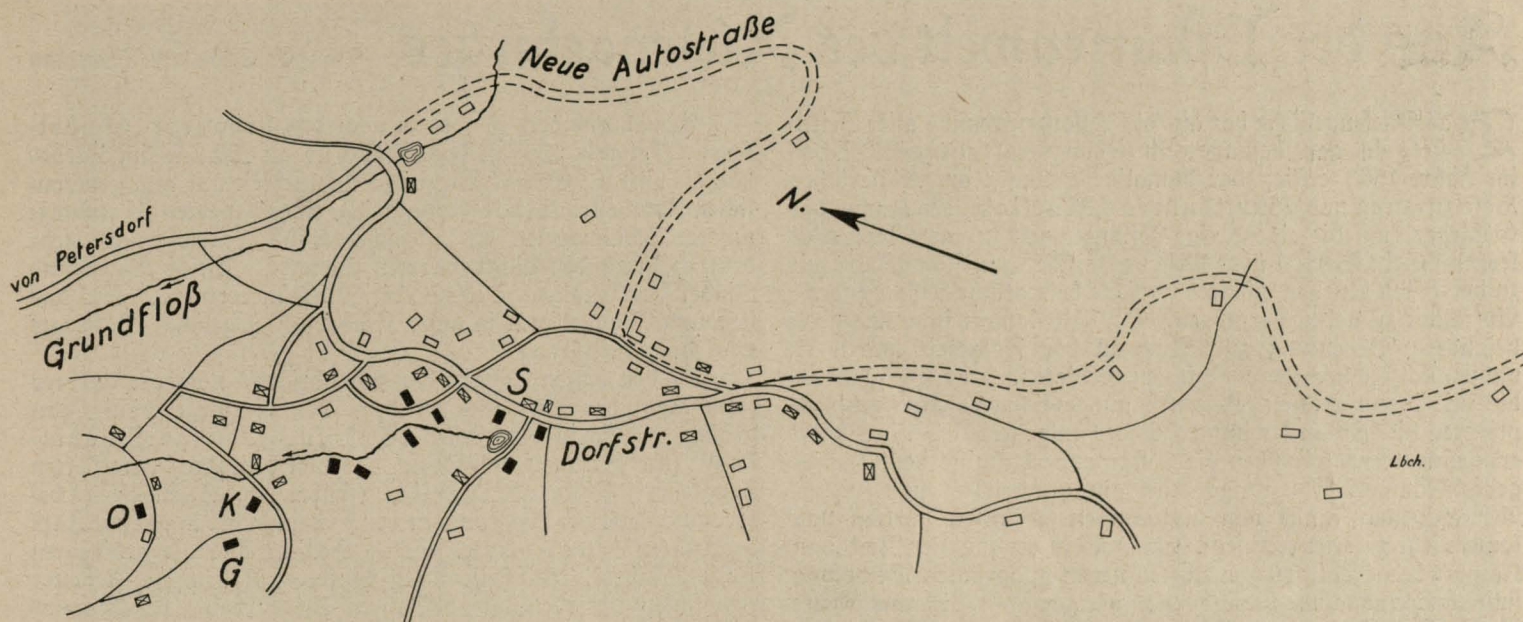 Neue Autostraße
N.
von Petersdorf
Grundfloß
S
Dorfstr.
Lbch.
O
K
G